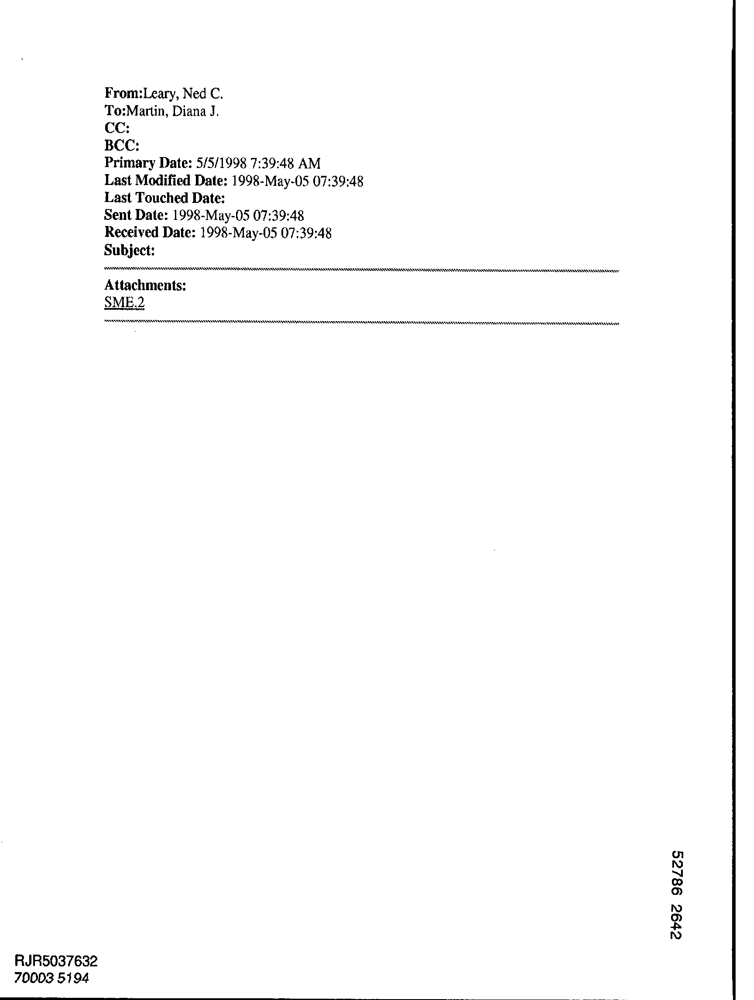 From:Leary, Ned C.
To:Martin, Diana J.
CC:
BCC:
Primary Date: 5/5/1998 7:39:48 AM
Last Modified Date: 1998-May-05 07:39:48
Last Touched Date:
Sent Date: 1998-May-05 07:39:48
Received Date: 1998-May-05 07:39:48
Subject:
Attachments:
SME.2
52786 2642
RJR5037632
70003 5194